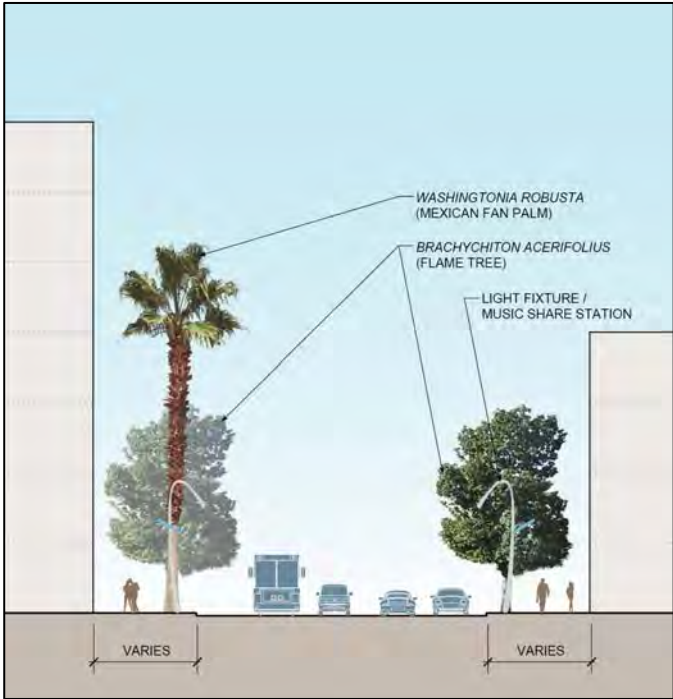 WASHINGTONIA ROBUSTA
(MEXICAN FAN PALM)
BRACHYCHITON ACERIFOLIUS
(FLAME TREE)
LIGHT FIXTURE /
MUSIC SHARE STATION
VARIES
VARIES